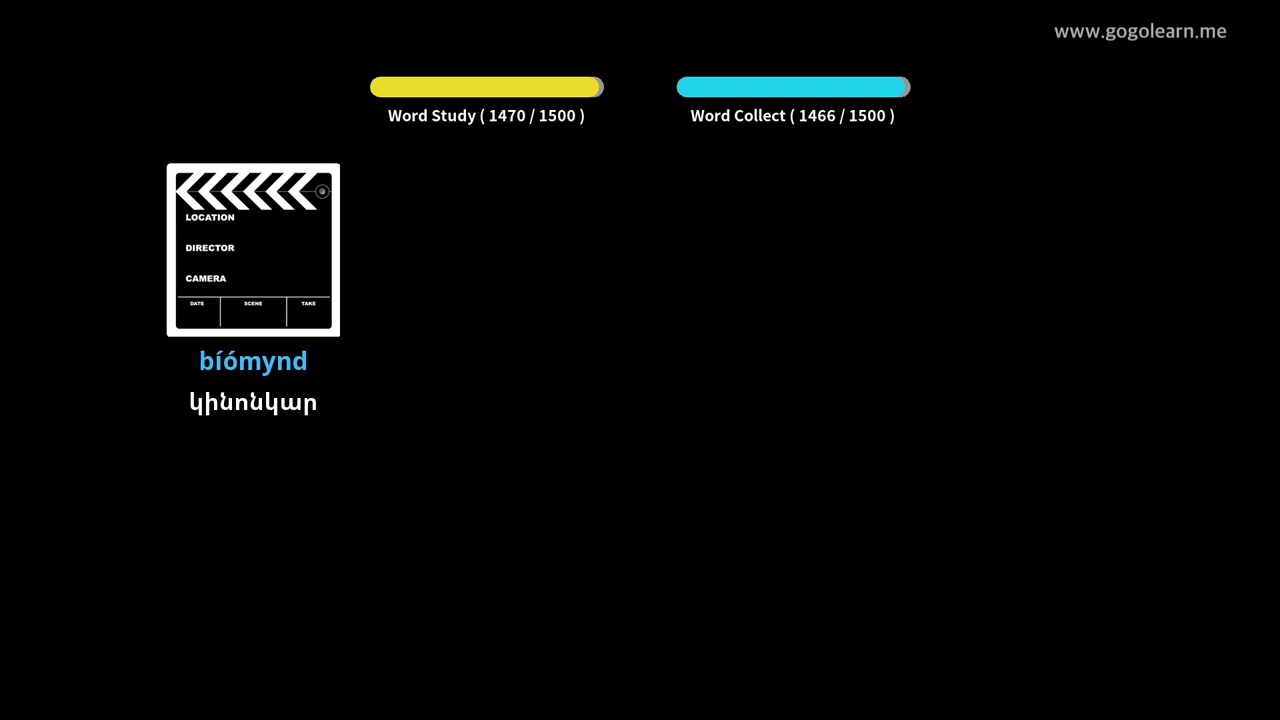 www.gogolearn.me
Word Study ( 1470 / 1500 )
Word Collect ( 1466 / 1500 )
LOCATION
DIRECTOR
CAMERA
DATE SCENE TAKE
bíómynd
կինոնկար